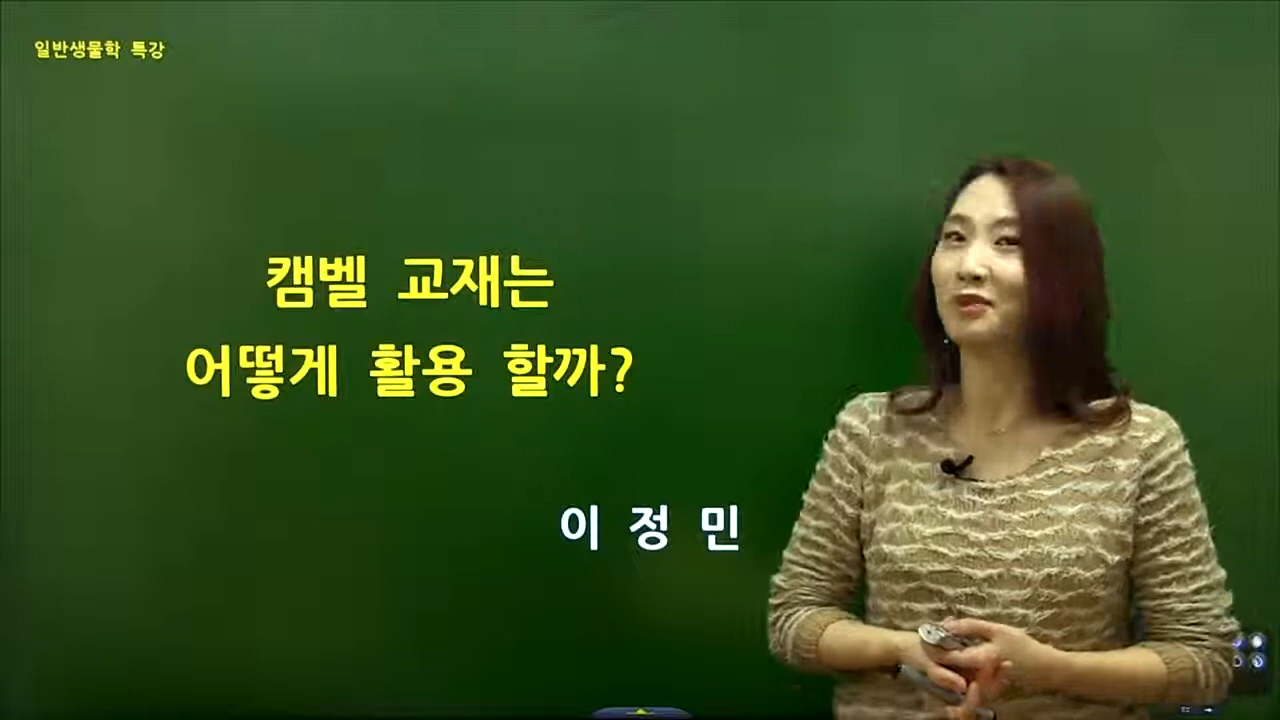 일반생물학 특강
캠벨 교재는
어떻게 활용 할까?
이 정 민